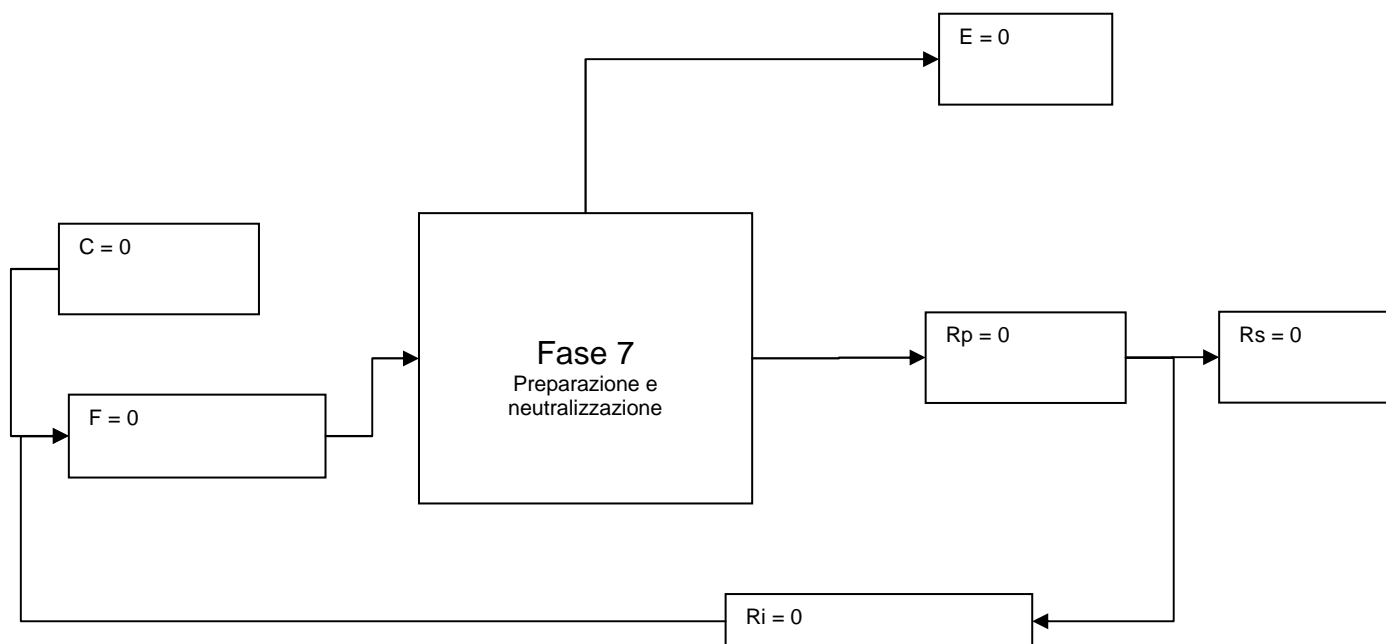 E = 0
C = 0
Fase 7
Preparazione e
neutralizzazione
Rp = 0
Rs = 0
F = 0
Ri = 0